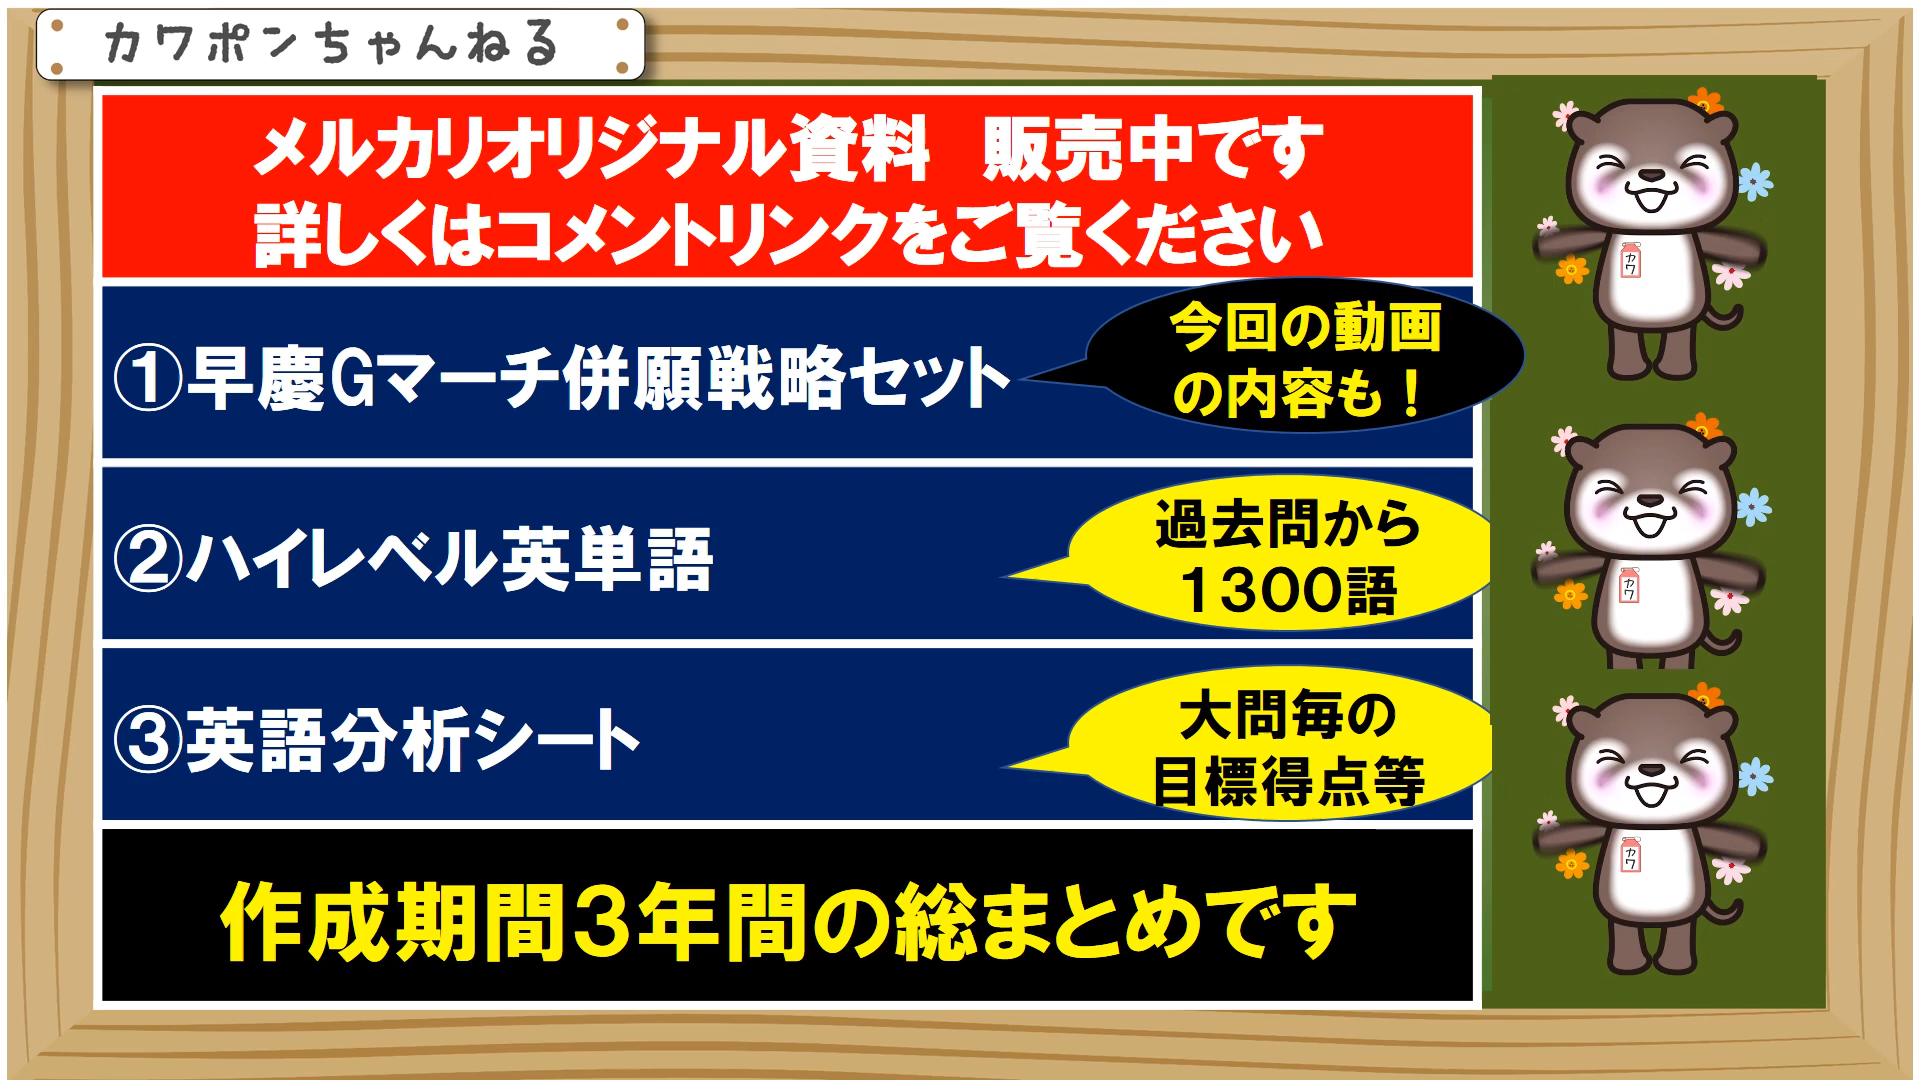 カワポンちゃんねる
メルカリオリジナル資料　販売中です
詳しくはコメントリンクをご覧ください
①早慶Gマーチ併願戦略セット
今回の動画
の内容も！
②ハイレベル英単語
過去問から
１３００語
③英語分析シート
大問毎の
目標得点等
作成期間３年間の総まとめです
カワ
カワ
カワ